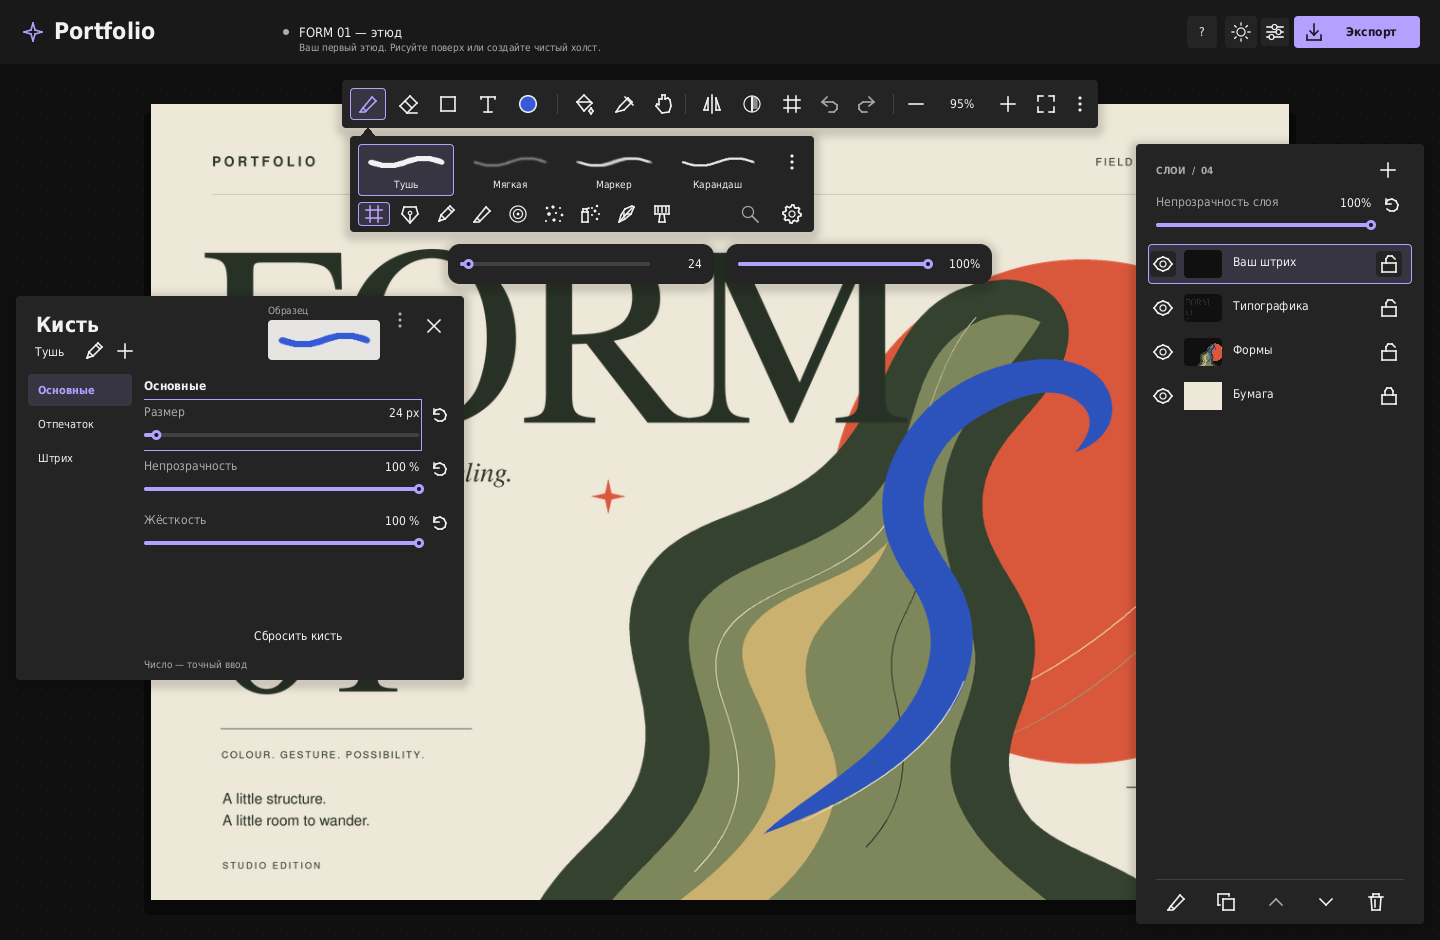 Portfolio
FORM 01 — этюд
Ваш первый этюд. Рисуйте поверх или создайте чистый холст.
?
Экспорт
95%
PORTFOLIO
FIELD
Тушь
Мягкая
Маркер
Карандаш
24
100%
FORM
ling.
01
COLOUR. GESTURE. POSSIBILITY.
A little structure.
A little room to wander.
STUDIO EDITION
Кисть
Образец
Тушь
Основные
Отпечаток
Штрих
Основные
Размер
24 px
Непрозрачность
100 %
Жёсткость
100 %
Сбросить кисть
Число — точный ввод
СЛОИ / 04
Непрозрачность слоя
100%
Ваш штрих
Типографика
Формы
Бумага